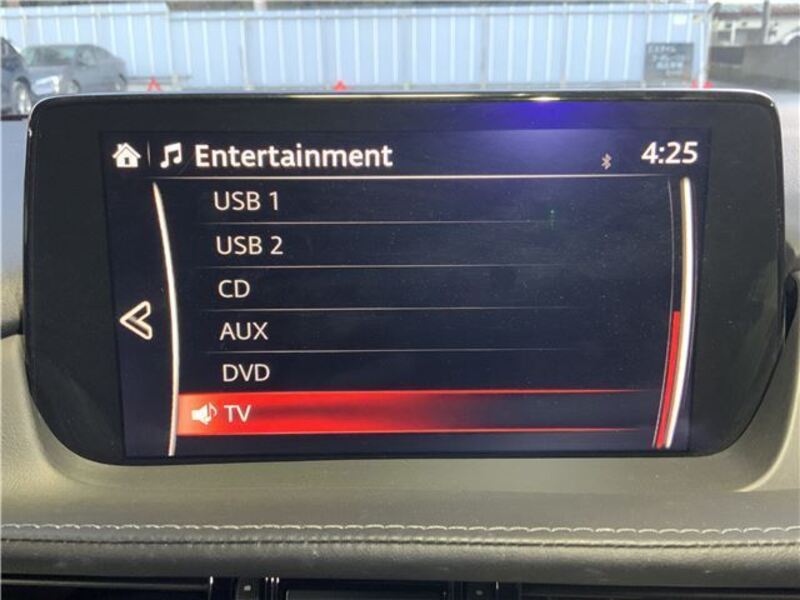 Entertainment 4:25
USB 1
USB 2
CD
AUX
DVD
TV